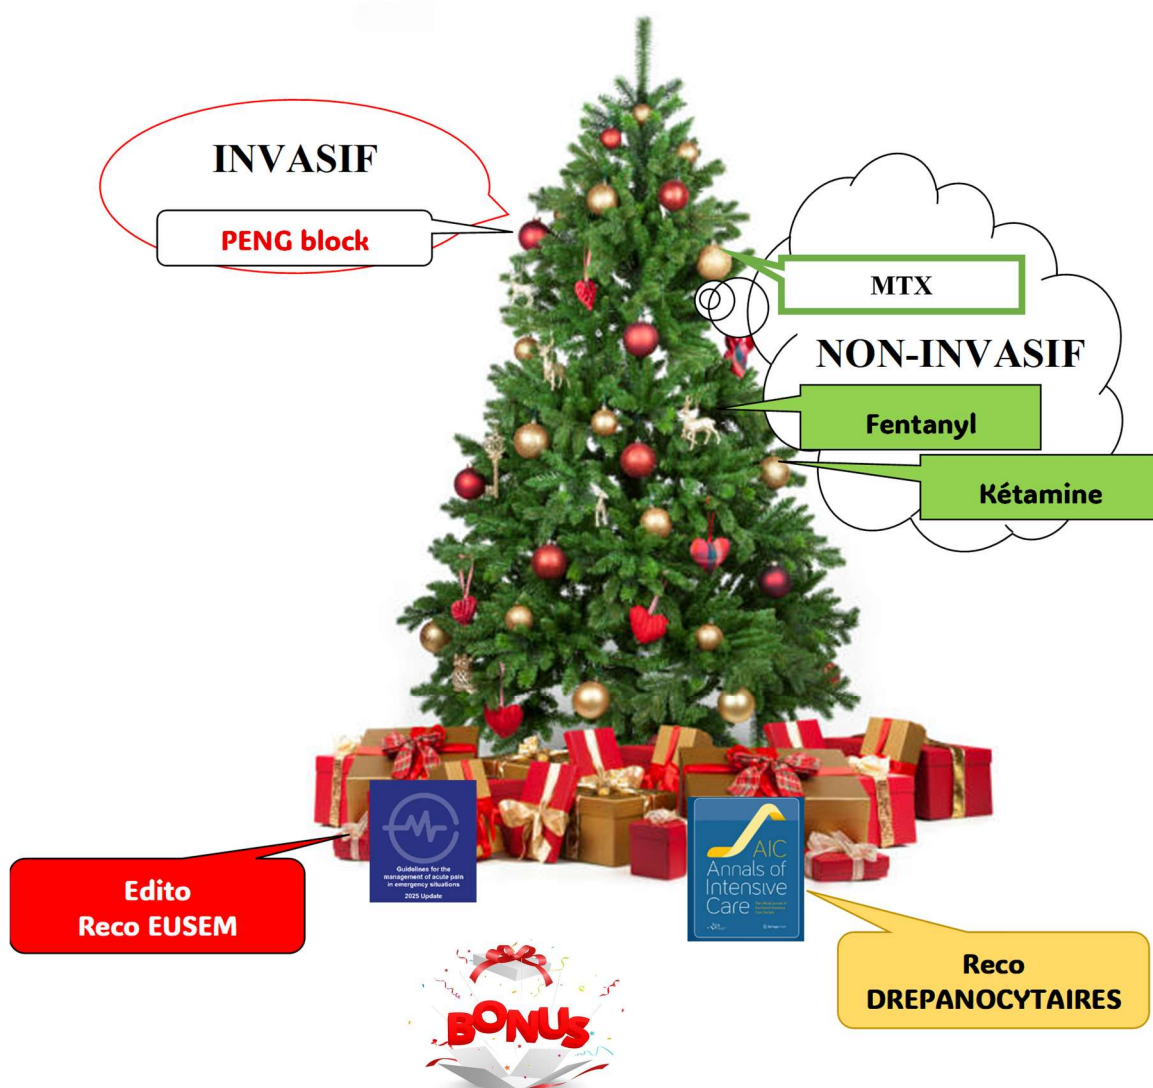 INVASIF
PENG block
MTX
NON-INVASIF
Fentanyl
Kétamine
Guidelines for the
management of acute pain
in emergency situations
2025 Update
Edito
Reco EUSEM
AIC
Annals of
Intensive
Care
Reco
DREPANOCYTAIRES
BONUS